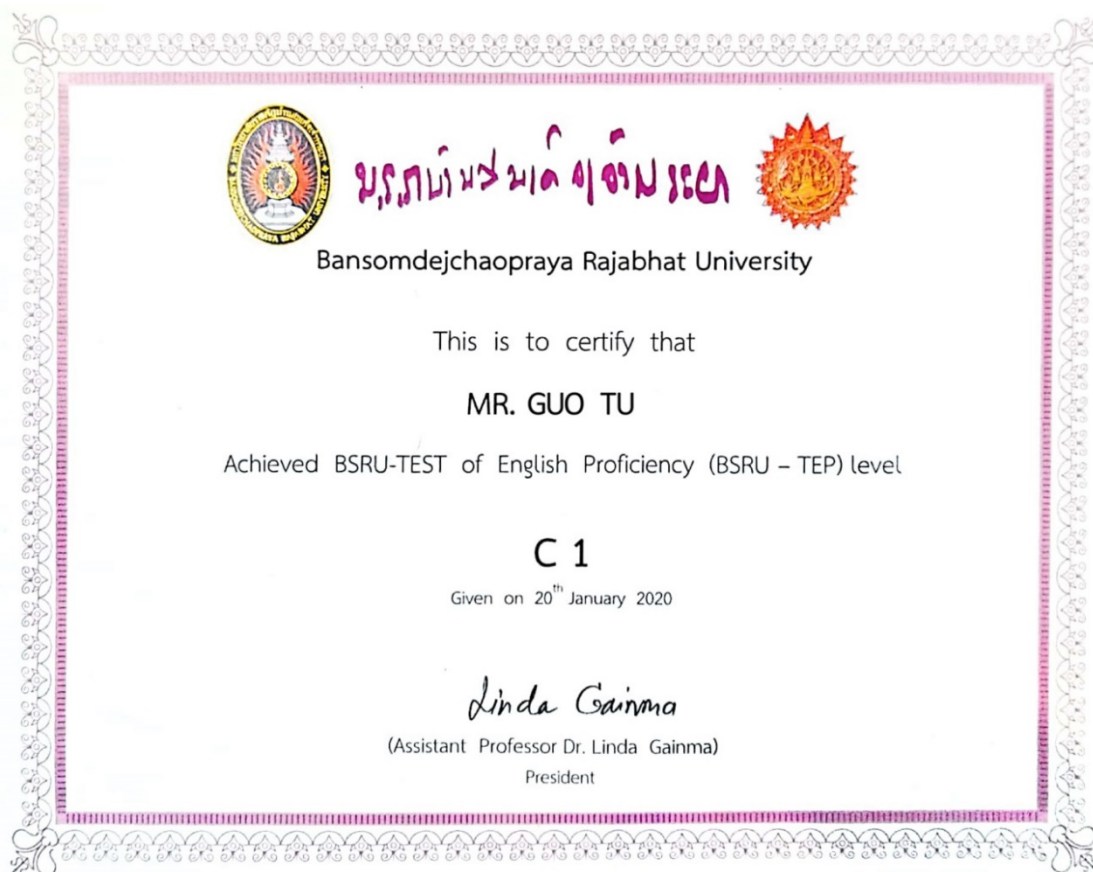 Bansomdejchaopraya Rajabhat University
This is to certify that
MR. GUO TU
Achieved BSRU-TEST of English Proficiency (BSRU – TEP) level
C 1
Given on 20th January 2020
Linda Gainma
(Assistant Professor Dr. Linda Gainma)
President